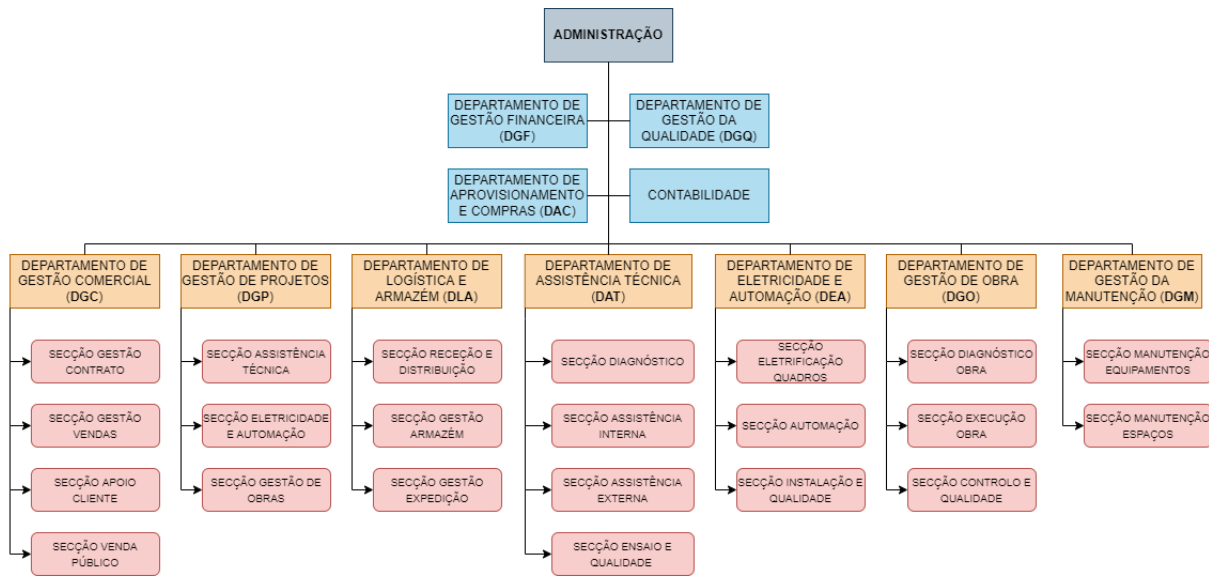 ADMINISTRAÇÃO
DEPARTAMENTO DE
GESTÃO FINANCEIRA
(DGF)
DEPARTAMENTO DE
GESTÃO DA
QUALIDADE (DGQ)
DEPARTAMENTO DE
APROVISIONAMENTO
E COMPRAS (DAC)
CONTABILIDADE
DEPARTAMENTO DE
GESTÃO COMERCIAL
(DGC)
DEPARTAMENTO DE
GESTÃO DE PROJETOS
(DGP)
DEPARTAMENTO DE
LOGÍSTICA E
ARMAZÉM (DLA)
DEPARTAMENTO DE
ASSISTÊNCIA TÉCNICA
(DAT)
DEPARTAMENTO DE
ELETRICIDADE E
AUTOMAÇÃO (DEA)
DEPARTAMENTO DE
GESTÃO DE OBRA
(DGO)
DEPARTAMENTO DE
GESTÃO DA
MANUTENÇÃO (DGM)
SECÇÃO GESTÃO
CONTRATO
SECÇÃO ASSISTÊNCIA
TÉCNICA
SECÇÃO RECEÇÃO E
DISTRIBUIÇÃO
SECÇÃO DIAGNÓSTICO
SECÇÃO
ELETRIFICAÇÃO
QUADROS
SECÇÃO DIAGNÓSTICO
OBRA
SECÇÃO MANUTENÇÃO
EQUIPAMENTOS
SECÇÃO GESTÃO
VENDAS
SECÇÃO ELETRICIDADE
E AUTOMAÇÃO
SECÇÃO GESTÃO
ARMAZÉM
SECÇÃO ASSISTÊNCIA
INTERNA
SECÇÃO AUTOMAÇÃO
SECÇÃO EXECUÇÃO
OBRA
SECÇÃO MANUTENÇÃO
ESPAÇOS
SECÇÃO APOIO
CLIENTE
SECÇÃO GESTÃO DE
OBRAS
SECÇÃO GESTÃO
EXPEDIÇÃO
SECÇÃO ASSISTÊNCIA
EXTERNA
SECÇÃO INSTALAÇÃO E
QUALIDADE
SECÇÃO CONTROLO E
QUALIDADE
SECÇÃO VENDA
PÚBLICO
SECÇÃO ENSAIO E
QUALIDADE